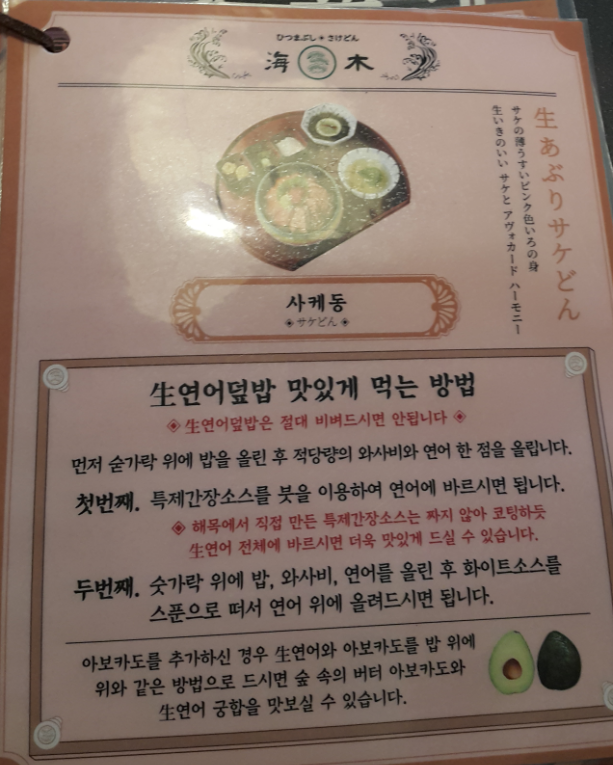 ひつまぶし✦さけどん
海 木
生あぶりサケどん
サケの薄うすいピンク色いろの身
生いきのいい サケと アヴォカード ハーモニー
사케동
◈サケどん◈
生연어덮밥 맛있게 먹는 방법
◈ 生연어덮밥은 절대 비벼드시면 안됩니다 ◈
먼저 숟가락 위에 밥을 올린 후 적당량의 와사비와 연어 한 점을 올립니다.
첫번째. 특제간장소스를 붓을 이용하여 연어에 바르시면 됩니다.
◈ 해목에서 직접 만든 특제간장소스는 짜지 않아 코팅하듯
生연어 전체에 바르시면 더욱 맛있게 드실 수 있습니다.
두번째. 숫가락 위에 밥, 와사비, 연어를 올린 후 화이트소스를
스푼으로 떠서 연어 위에 올려드시면 됩니다.
아보카도를 추가하신 경우 生연어와 아보카도를 밥 위에
위와 같은 방법으로 드시면 숲 속의 버터 아보카도와
生연어 궁합을 맛보실 수 있습니다.